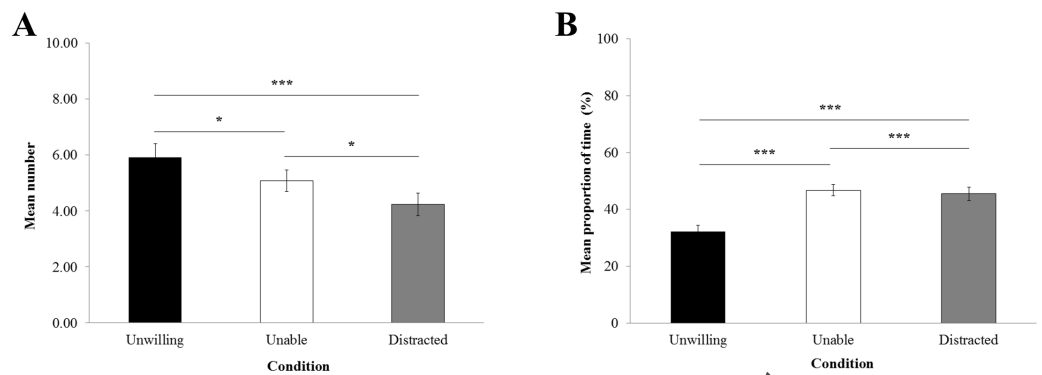 A
10.00
8.00
6.00
4.00
2.00
0.00
Mean number
***
*
*
Unwilling
Unable
Distracted
Condition
B
100
80
60
40
20
0
Mean proportion of time (%)
***
***
***
Unwilling
Unable
Distracted
Condition